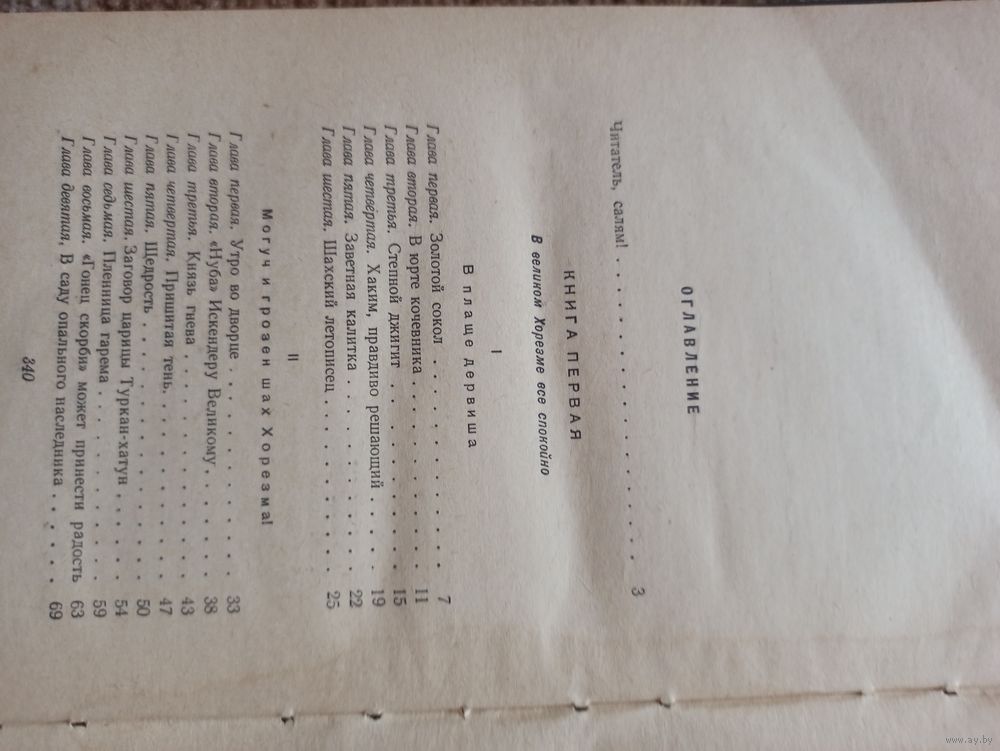 ОГЛАВЛЕНИЕ
Читатель, салям! . . . . . . . . . . . . . . . . 3
КНИГА ПЕРВАЯ
В великом Хорезме все спокойно
I
В плаще дервиша
Глава первая. Золотой сокол . . . . . . . . . . 7
Глава вторая. В юрте кочевника . . . . . . . . . 11
Глава третья. Степной джигит . . . . . . . . . . 15
Глава четвертая. Хаким, правдиво решающий . . . . . 19
Глава пятая. Заветная калитка . . . . . . . . . 22
Глава шестая. Шахский летописец . . . . . . . . 25
II
Могуч и грозен шах Хорезма!
Глава первая. Утро во дворце . . . . . . . . . . 33
Глава вторая. «Нуба» Искендеру Великому . . . . . . 38
Глава третья. Князь гнева . . . . . . . . . . . 43
Глава четвертая. Пришитая тень . . . . . . . . . 47
Глава пятая. Щедрость . . . . . . . . . . . . 50
Глава шестая. Заговор царицы Туркан-хатун . . . . . 54
Глава седьмая. Пленница гарема . . . . . . . . . 59
Глава восьмая. «Гонец скорби» может принести радость 63
Глава девятая, В саду опального наследника . . . . . 69
340
www.ay.by